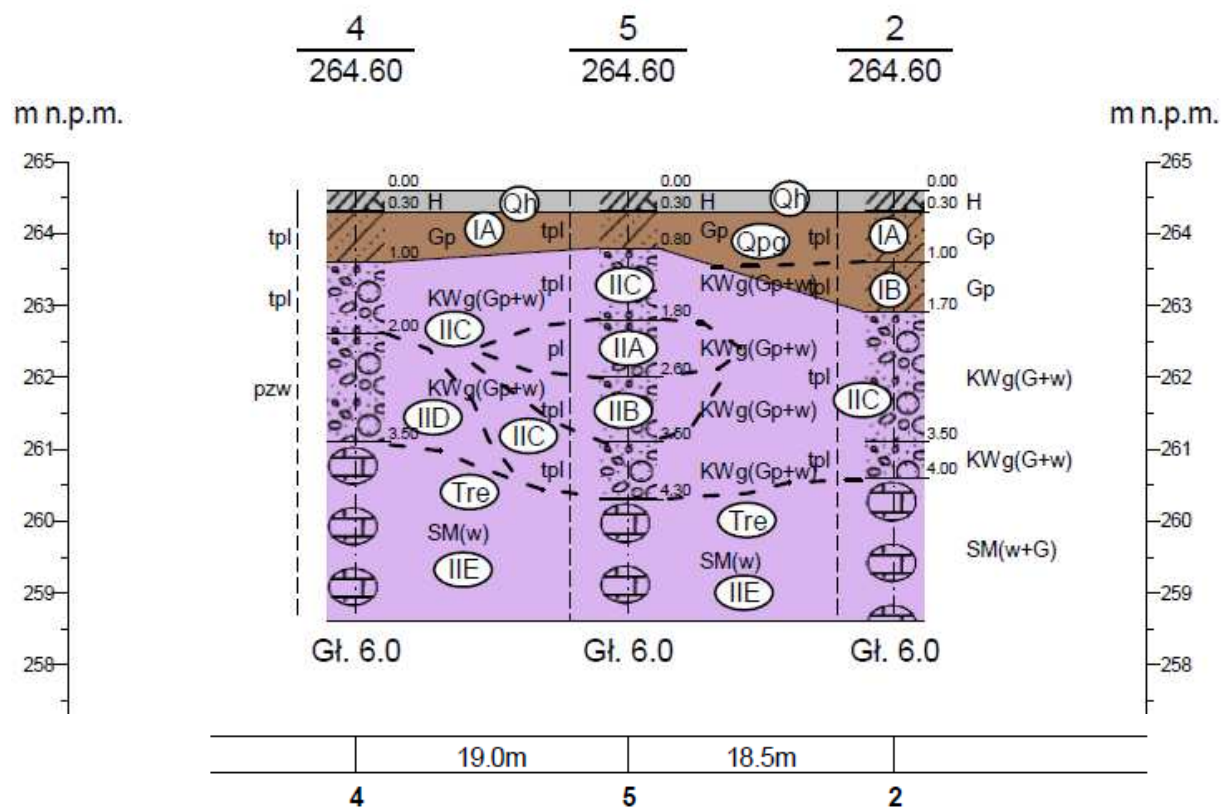 4 5 2
264.60 264.60 264.60
m n.p.m. m n.p.m.
265 265
0.00 0.00 0.00
0.30 H Qh 0.30 H Qh 0.30 H
264 tpl IA Gp tpl 0.80 Gp Qpg tpl IA Gp 264
1.00 1.00
tpl KWg(Gp+w) tpl IIC KWg(Gp+w) tpl IB Gp
263 1.80 1.70 263
2.00 IIC
pl IIA KWg(Gp+w)
262 2.60 262
pzw KWg(Gp+w) tpl KWg(G+w)
IID tpl IIB KWg(Gp+w) IIC
261 3.50 IIC 3.50 3.50 261
tpl KWg(Gp+w) tpl KWg(G+w)
Tre 4.30 4.00
260 Tre 260
SM(w) SM(w+G)
IIE SM(w)
259 IIE 259
Gł. 6.0 Gł. 6.0 Gł. 6.0
258 258
19.0m 18.5m
4 5 2